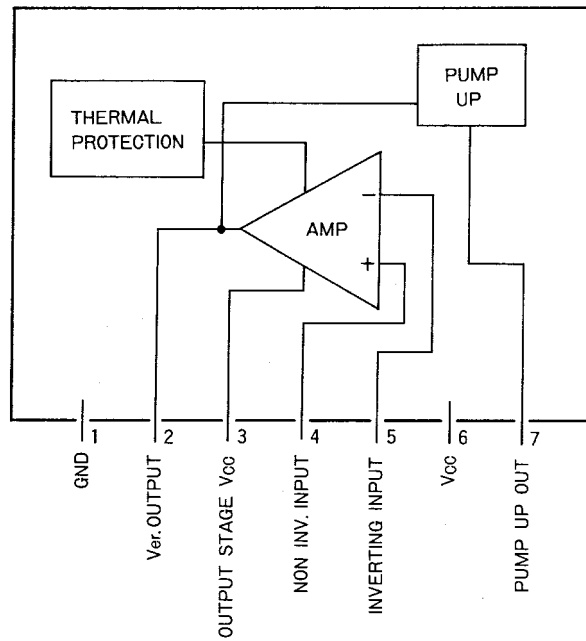 PUMP
UP
THERMAL
PROTECTION
AMP
−
+
1 2 3 4 5 6 7
GND
Ver.OUTPUT
OUTPUT STAGE Vcc
NON INV.INPUT
INVERTING INPUT
Vcc
PUMP UP OUT